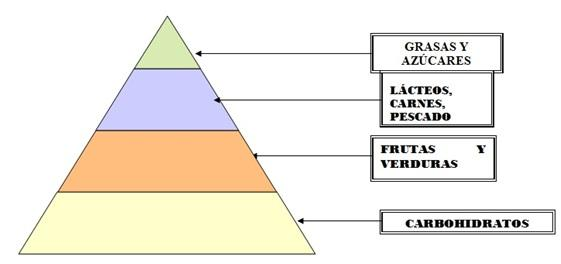 GRASAS Y
AZÚCARES
LÁCTEOS,
CARNES,
PESCADO
FRUTAS Y
VERDURAS
CARBOHIDRATOS